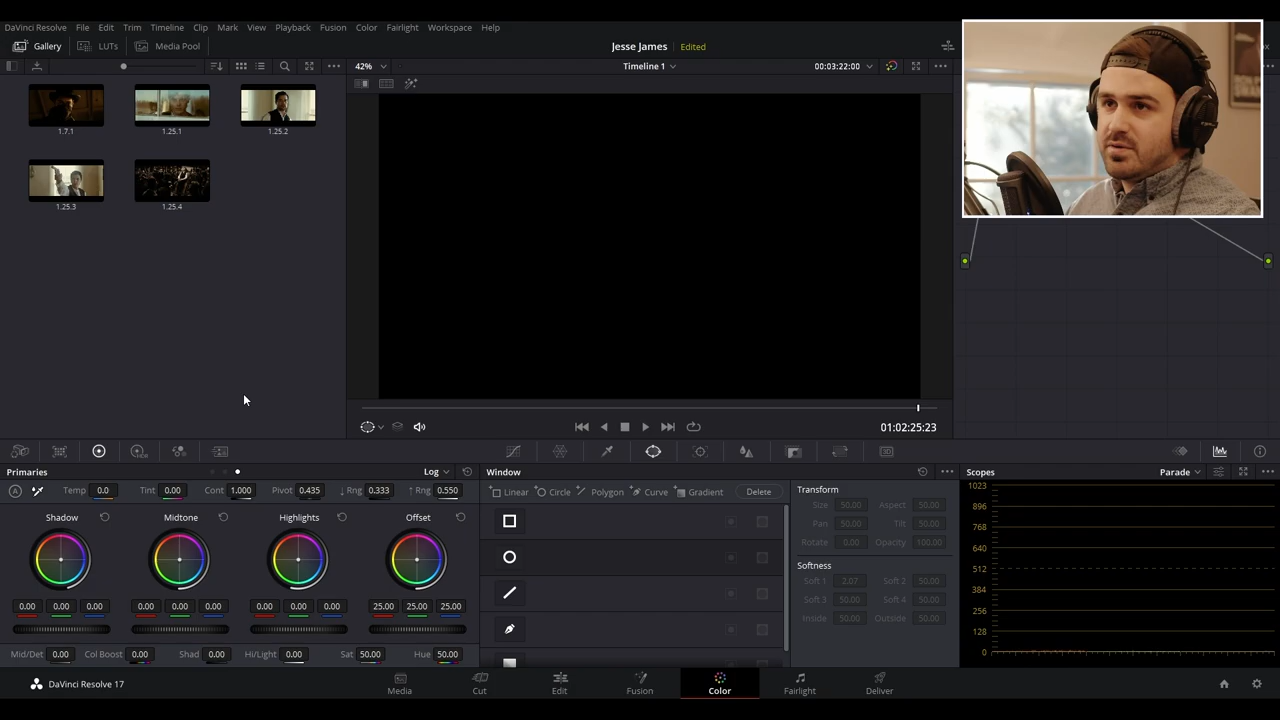 DaVinci Resolve File Edit Trim Timeline Clip Mark View Playback Fusion Color Fairlight Workspace Help
Gallery LUTs Media Pool Jesse James Edited
42% Timeline 1 00:03:22:00
1.7.1 1.25.1 1.25.2
1.25.3 1.25.4
01:02:25:23
Primaries Log Window Scopes Parade
A Temp 0.0 Tint 0.00 Cont 1.000 Pivot 0.435 ↓ Rng 0.333 ↑ Rng 0.550
Linear Circle Polygon Curve Gradient Delete
Shadow Midtone Highlights Offset
0.00 0.00 0.00 0.00 0.00 0.00 0.00 0.00 0.00 25.00 25.00 25.00
Mid/Det 0.00 Col Boost 0.00 Shad 0.00 Hi/Light 0.00 Sat 50.00 Hue 50.00
Transform
Size 50.00 Aspect 50.00
Pan 50.00 Tilt 50.00
Rotate 0.00 Opacity 100.00
Softness
Soft 1 2.07 Soft 2 50.00
Soft 3 50.00 Soft 4 50.00
Inside 50.00 Outside 50.00
1023
896
768
640
512
384
256
128
0
DaVinci Resolve 17 Media Cut Edit Fusion Color Fairlight Deliver